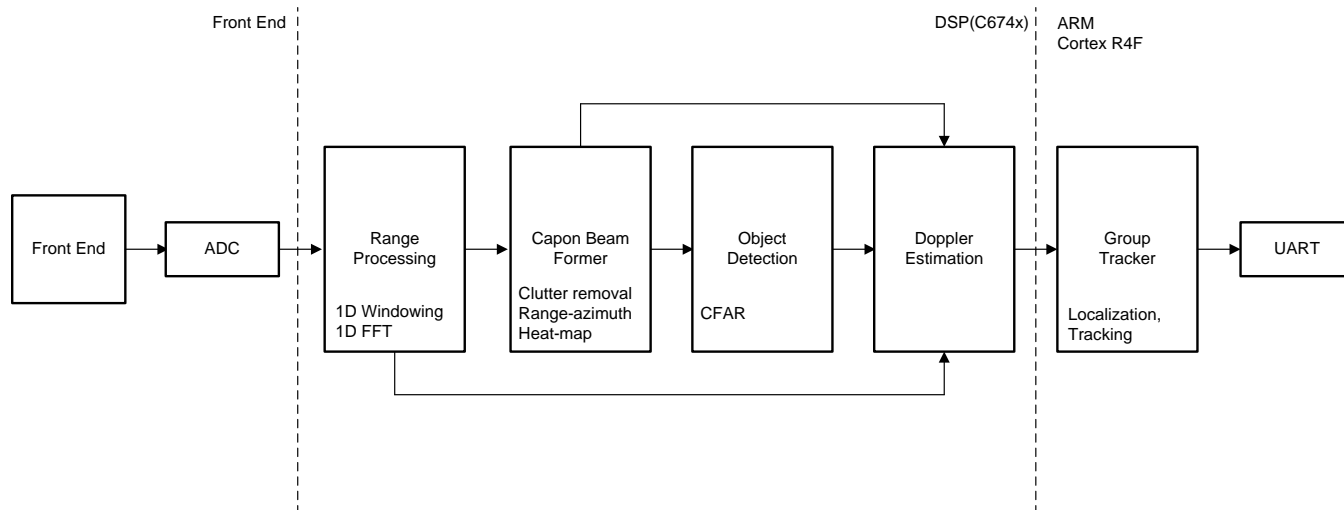 Front End
DSP(C674x)
ARM
Cortex R4F
Front End
ADC
Range
Processing
1D Windowing
1D FFT
Capon Beam
Former
Clutter removal
Range-azimuth
Heat-map
Object
Detection
CFAR
Doppler
Estimation
Group
Tracker
Localization,
Tracking
UART